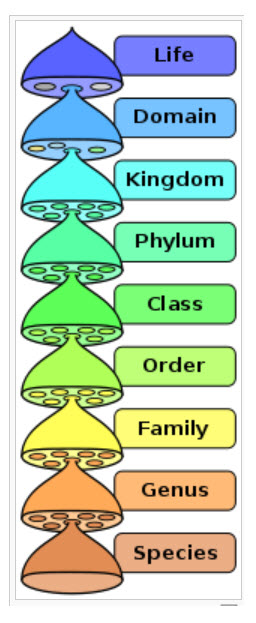 Life
Domain
Kingdom
Phylum
Class
Order
Family
Genus
Species